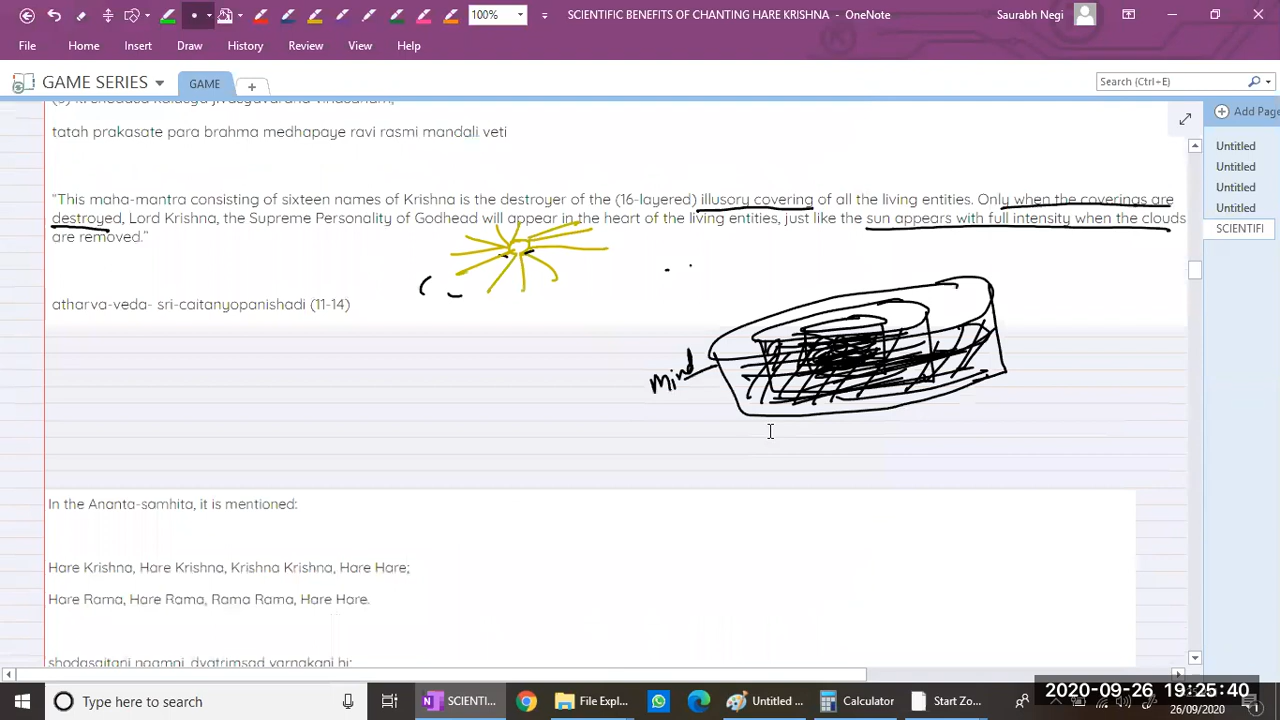 100%
SCIENTIFIC BENEFITS OF CHANTING HARE KRISHNA - OneNote
Saurabh Negi
File Home Insert Draw History Review View Help
GAME SERIES GAME
Search (Ctrl+E)
tatah prakasate para brahma medhapaye ravi rasmi mandali veti
Add Page
Untitled
Untitled
Untitled
Untitled
SCIENTIFI
"This maha-mantra consisting of sixteen names of Krishna is the destroyer of the (16-layered) illusory covering of all the living entities. Only when the coverings are
destroyed, Lord Krishna, the Supreme Personality of Godhead will appear in the heart of the living entities, just like the sun appears with full intensity when the clouds
are removed."
atharva-veda- sri-caitanyopanishadi (11-14)
Mind
In the Ananta-samhita, it is mentioned:
Hare Krishna, Hare Krishna, Krishna Krishna, Hare Hare;
Hare Rama, Hare Rama, Rama Rama, Hare Hare.
Type here to search
SCIENTI...
File Expl...
Untitled ...
Calculator
Start Zo...
2020-09-26 19:25:40
26/09/2020